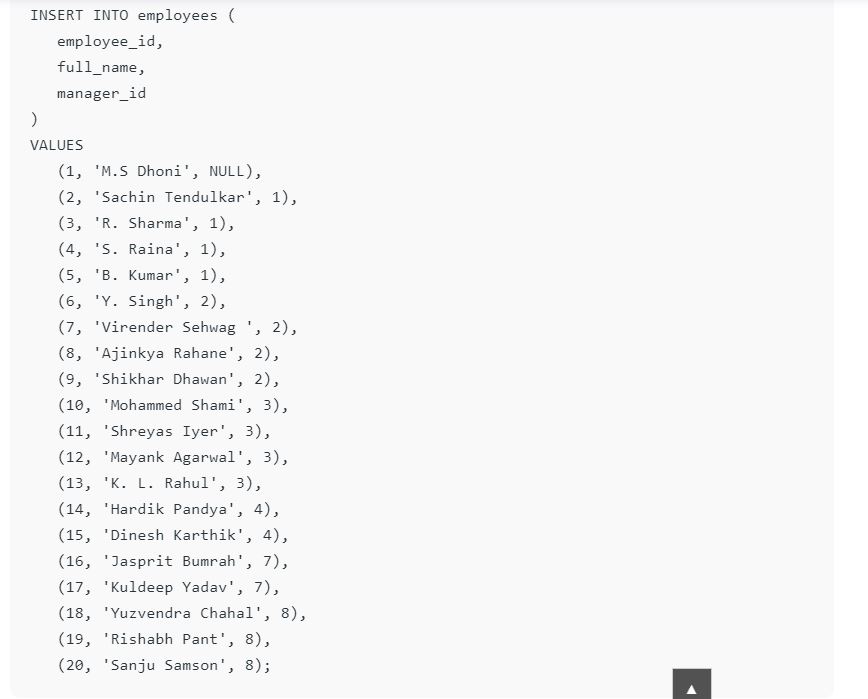 INSERT INTO employees (
employee_id,
full_name,
manager_id
)
VALUES
(1, 'M.S Dhoni', NULL),
(2, 'Sachin Tendulkar', 1),
(3, 'R. Sharma', 1),
(4, 'S. Raina', 1),
(5, 'B. Kumar', 1),
(6, 'Y. Singh', 2),
(7, 'Virender Sehwag ', 2),
(8, 'Ajinkya Rahane', 2),
(9, 'Shikhar Dhawan', 2),
(10, 'Mohammed Shami', 3),
(11, 'Shreyas Iyer', 3),
(12, 'Mayank Agarwal', 3),
(13, 'K. L. Rahul', 3),
(14, 'Hardik Pandya', 4),
(15, 'Dinesh Karthik', 4),
(16, 'Jasprit Bumrah', 7),
(17, 'Kuldeep Yadav', 7),
(18, 'Yuzvendra Chahal', 8),
(19, 'Rishabh Pant', 8),
(20, 'Sanju Samson', 8);